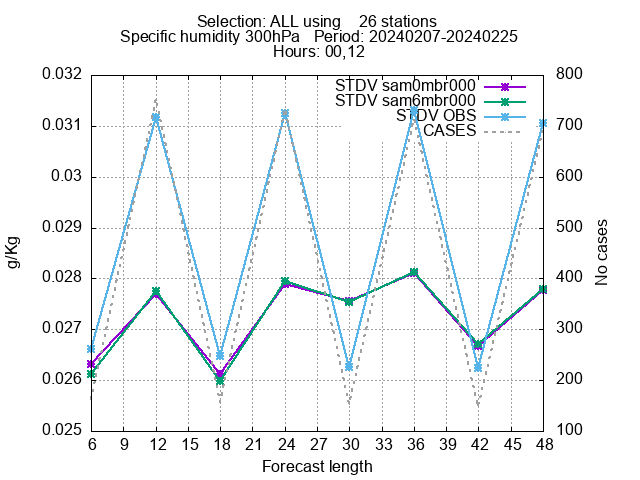 Selection: ALL using    26 stations
Specific humidity 300hPa   Period: 20240207-20240225
Hours: 00,12
STDV sam0mbr000
STDV sam6mbr000
STDV OBS
CASES
0.032
0.031
0.03
0.029
0.028
0.027
0.026
0.025
g/Kg
800
700
600
500
400
300
200
100
No cases
6 9 12 15 18 21 24 27 30 33 36 39 42 45 48
Forecast length